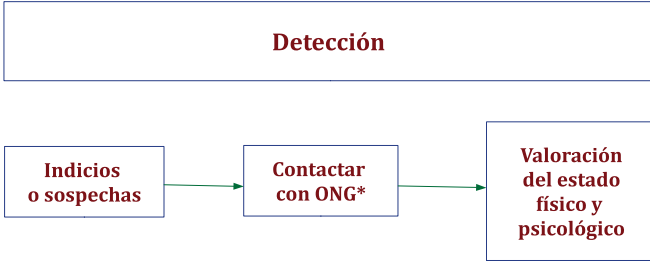 Detección
Indicios
o sospechas
Contactar
con ONG*
Valoración
del estado
físico y
psicológico